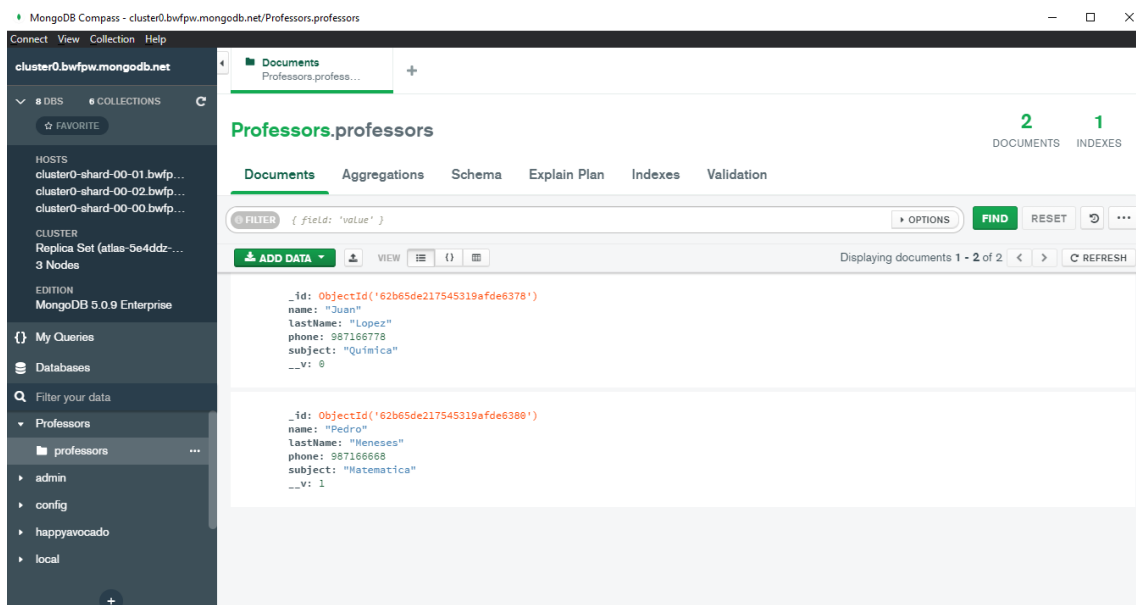 MongoDB Compass - cluster0.bwfpw.mongodb.net/Professors.professors
Connect View Collection Help
cluster0.bwfpw.mongodb.net
8 DBS 6 COLLECTIONS
FAVORITE
HOSTS
cluster0-shard-00-01.bwfp...
cluster0-shard-00-02.bwfp...
cluster0-shard-00-00.bwfp...
CLUSTER
Replica Set (atlas-5e4ddz-...
3 Nodes
EDITION
MongoDB 5.0.9 Enterprise
{} My Queries
Databases
Filter your data
Professors
professors
admin
config
happyavocado
local
Documents
Professors.profess...
Professors.professors
2
DOCUMENTS
1
INDEXES
Documents Aggregations Schema Explain Plan Indexes Validation
FILTER { field: 'value' }
OPTIONS
FIND
RESET
ADD DATA
VIEW
{}
Displaying documents 1 - 2 of 2
REFRESH
_id: ObjectId('62b65de217545319afde6378')
name: "Juan"
lastName: "Lopez"
phone: 987166778
subject: "Química"
__v: 0
_id: ObjectId('62b65de217545319afde6380')
name: "Pedro"
lastName: "Meneses"
phone: 987166668
subject: "Matematica"
__v: 1